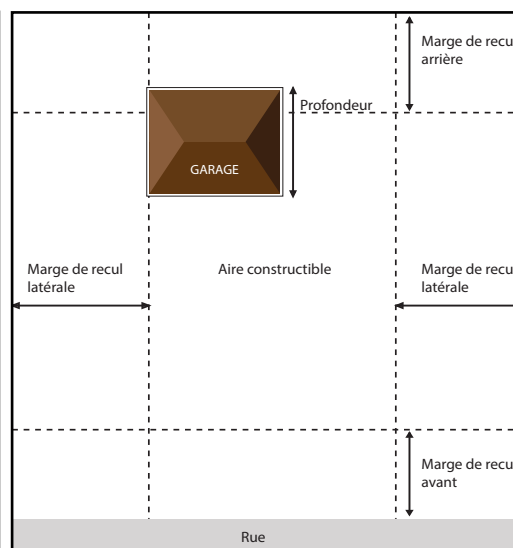 Marge de recu
arrière
Profondeur
GARAGE
Marge de recul
latérale
Aire constructible
Marge de recu
latérale
Marge de recu
avant
Rue